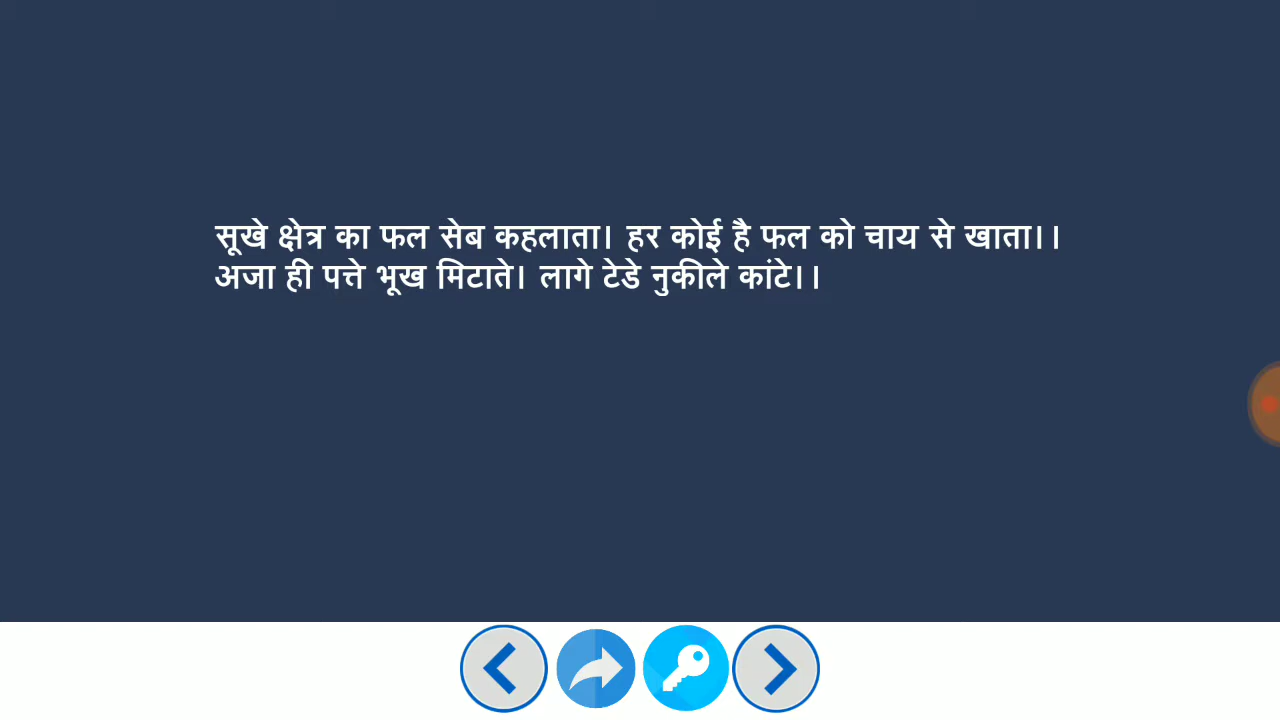 सूखे क्षेत्र का फल सेब कहलाता। हर कोई है फल को चाय से खाता।।
अजा ही पत्ते भूख मिटाते। लागे टेडे नुकीले कांटे।।